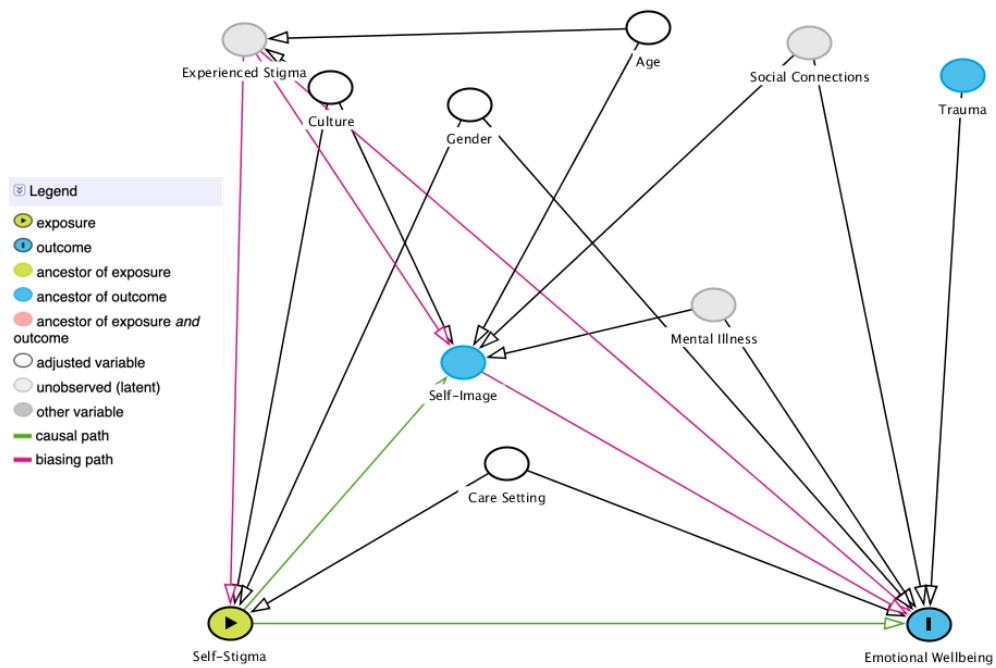 Age
Experienced Stigma
Social Connections
Trauma
Culture
Gender
Legend
exposure
outcome
ancestor of exposure
ancestor of outcome
ancestor of exposure and
outcome
adjusted variable
unobserved (latent)
other variable
causal path
biasing path
Mental Illness
Self-Image
Care Setting
Self-Stigma
Emotional Wellbeing